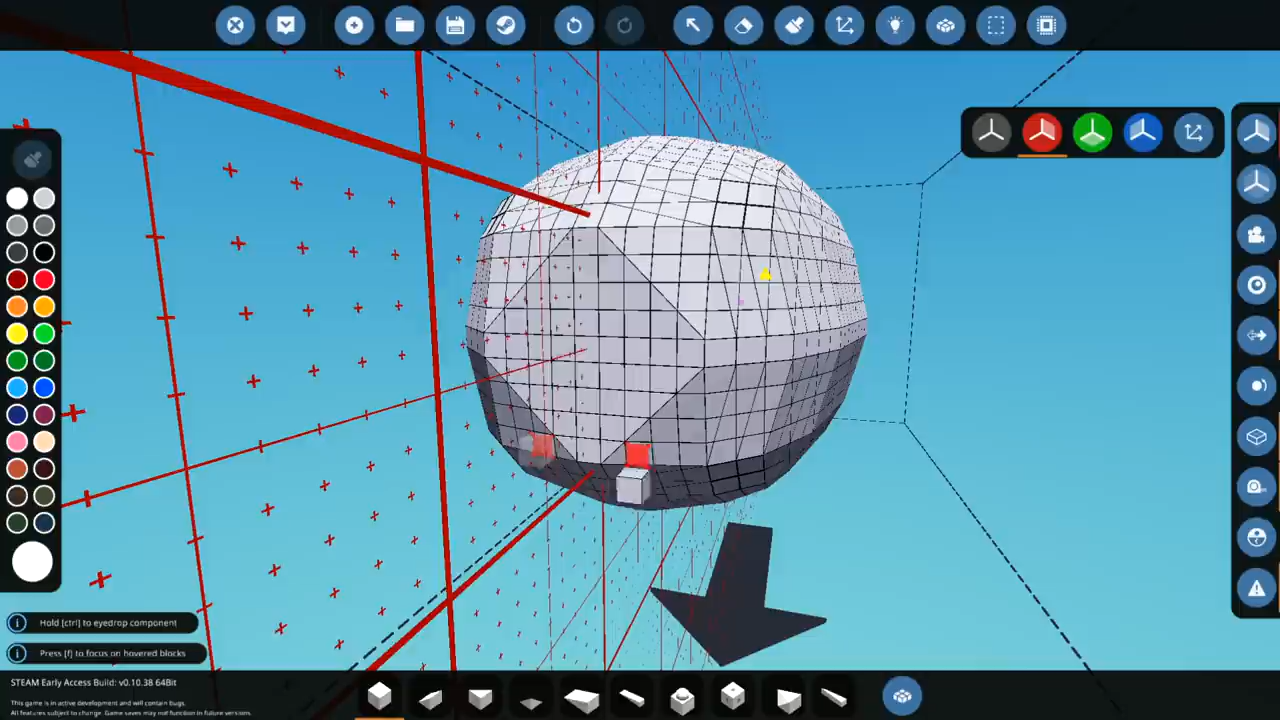 Hold [ctrl] to eyedrop component
Press [f] to focus on hovered blocks
STEAM Early Access Build: v0.10.38 64Bit
This game is in active development and will contain bugs.
All features subject to change. Game saves may not function in future versions.